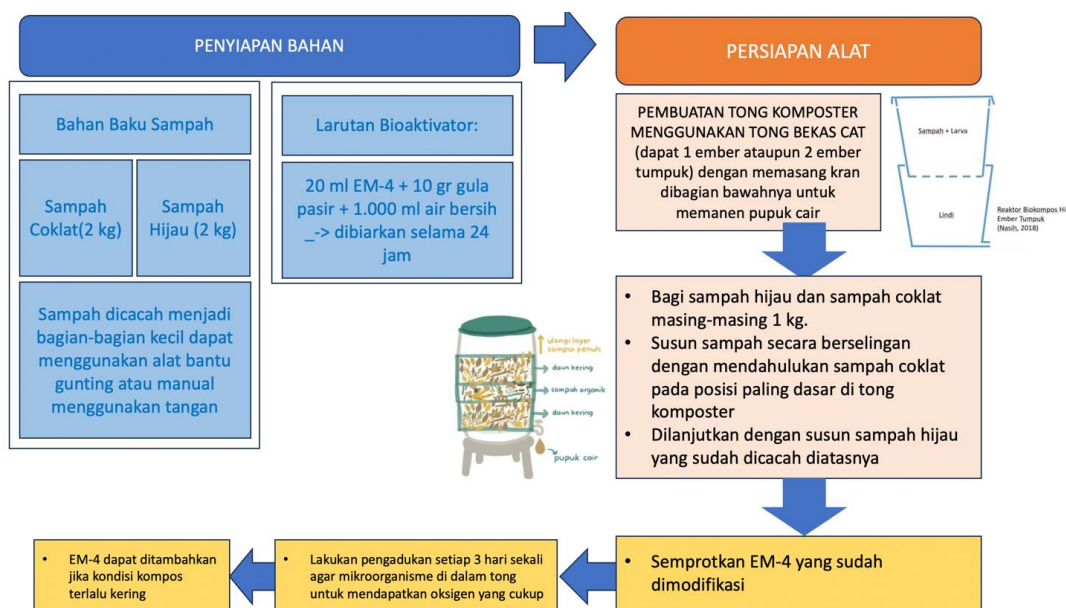 PENYIAPAN BAHAN
Bahan Baku Sampah
Sampah
Coklat(2 kg)
Sampah
Hijau (2 kg)
Sampah dicacah menjadi
bagian-bagian kecil dapat
menggunakan alat bantu
gunting atau manual
menggunakan tangan
Larutan Bioaktivator:
20 ml EM-4 + 10 gr gula
pasir + 1.000 ml air bersih
_-> dibiarkan selama 24
jam
PERSIAPAN ALAT
PEMBUATAN TONG KOMPOSTER
MENGGUNAKAN TONG BEKAS CAT
(dapat 1 ember ataupun 2 ember
tumpuk) dengan memasang kran
dibagian bawahnya untuk
memanen pupuk cair
Sampah + Larva
Lindi
Reaktor Biokompos Hi
Ember Tumpuk
(Nasih, 2018)
• Bagi sampah hijau dan sampah coklat
masing-masing 1 kg.
• Susun sampah secara berselingan
dengan mendahulukan sampah coklat
pada posisi paling dasar di tong
komposter
• Dilanjutkan dengan susun sampah hijau
yang sudah dicacah diatasnya
ulangi layer
sampai penuh
daun kering
sampah organik
daun kering
pupuk cair
• Semprotkan EM-4 yang sudah
dimodifikasi
• Lakukan pengadukan setiap 3 hari sekali
agar mikroorganisme di dalam tong
untuk mendapatkan oksigen yang cukup
• EM-4 dapat ditambahkan
jika kondisi kompos
terlalu kering